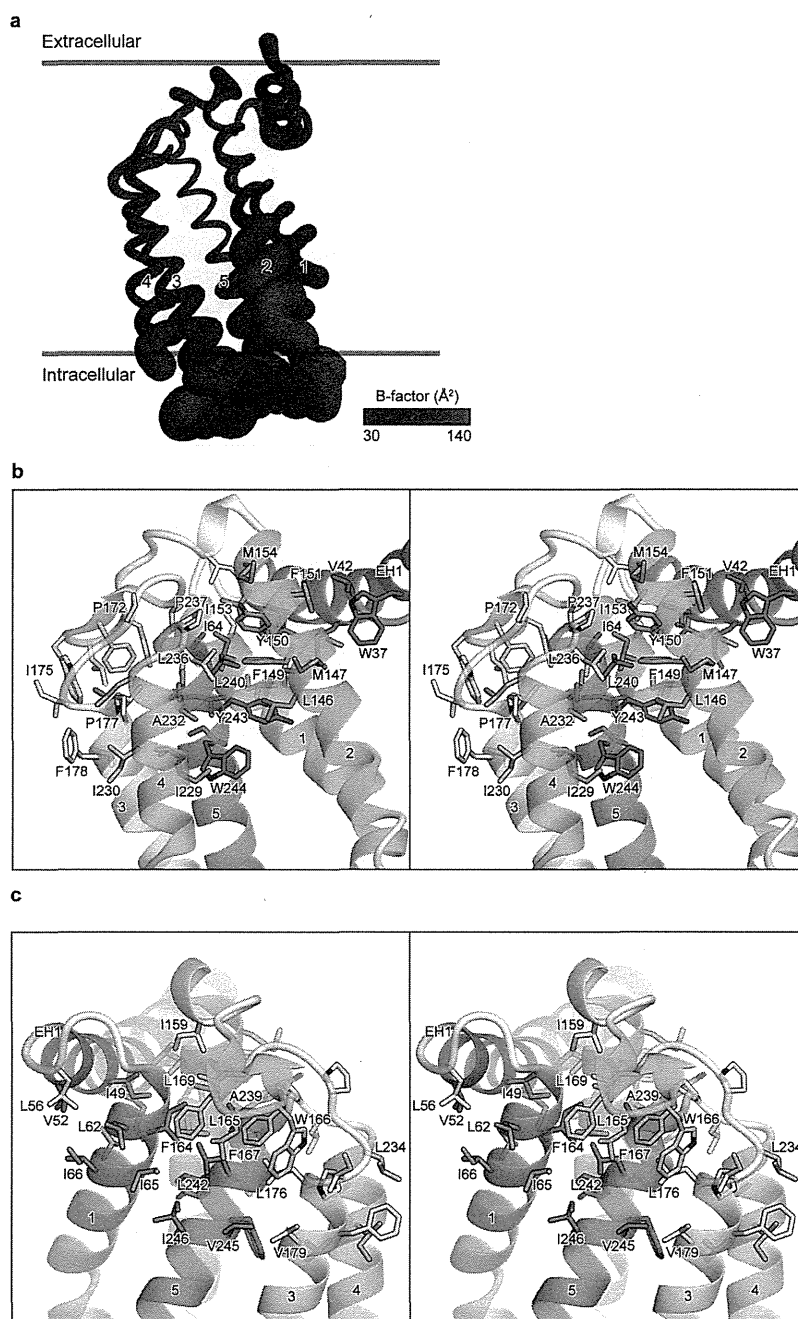 a
Extracellular
4 3 5 2 1
Intracellular
B-factor (Å²)
30 140
b
M154
F151 V42 EH1
P172 P237 I153
I64
Y150 W37
I175 L236
L240 F149 M147
P177 A232 Y243 L146
1
F178 2
I230 4 I229 W244
3 5
M154
F151 V42 EH1
P172 P237 I153
I64
Y150 W37
I175 L236
L240 F149 M147
P177 A232 Y243 L146
1
F178 2
I230 4 I229 W244
3 5
c
EH1 I159
L169
I49 A239
L56
V52 L62 L165 W166
F164 L234
I66 F167
I65 L242 L176
1
I246
V245 V179
5 3 4
EH1 I159
L169
I49 A239
L56
V52 L62 L165 W166
F164 L234
I66 F167
I65 L242 L176
1
I246
V245 V179
5 3 4